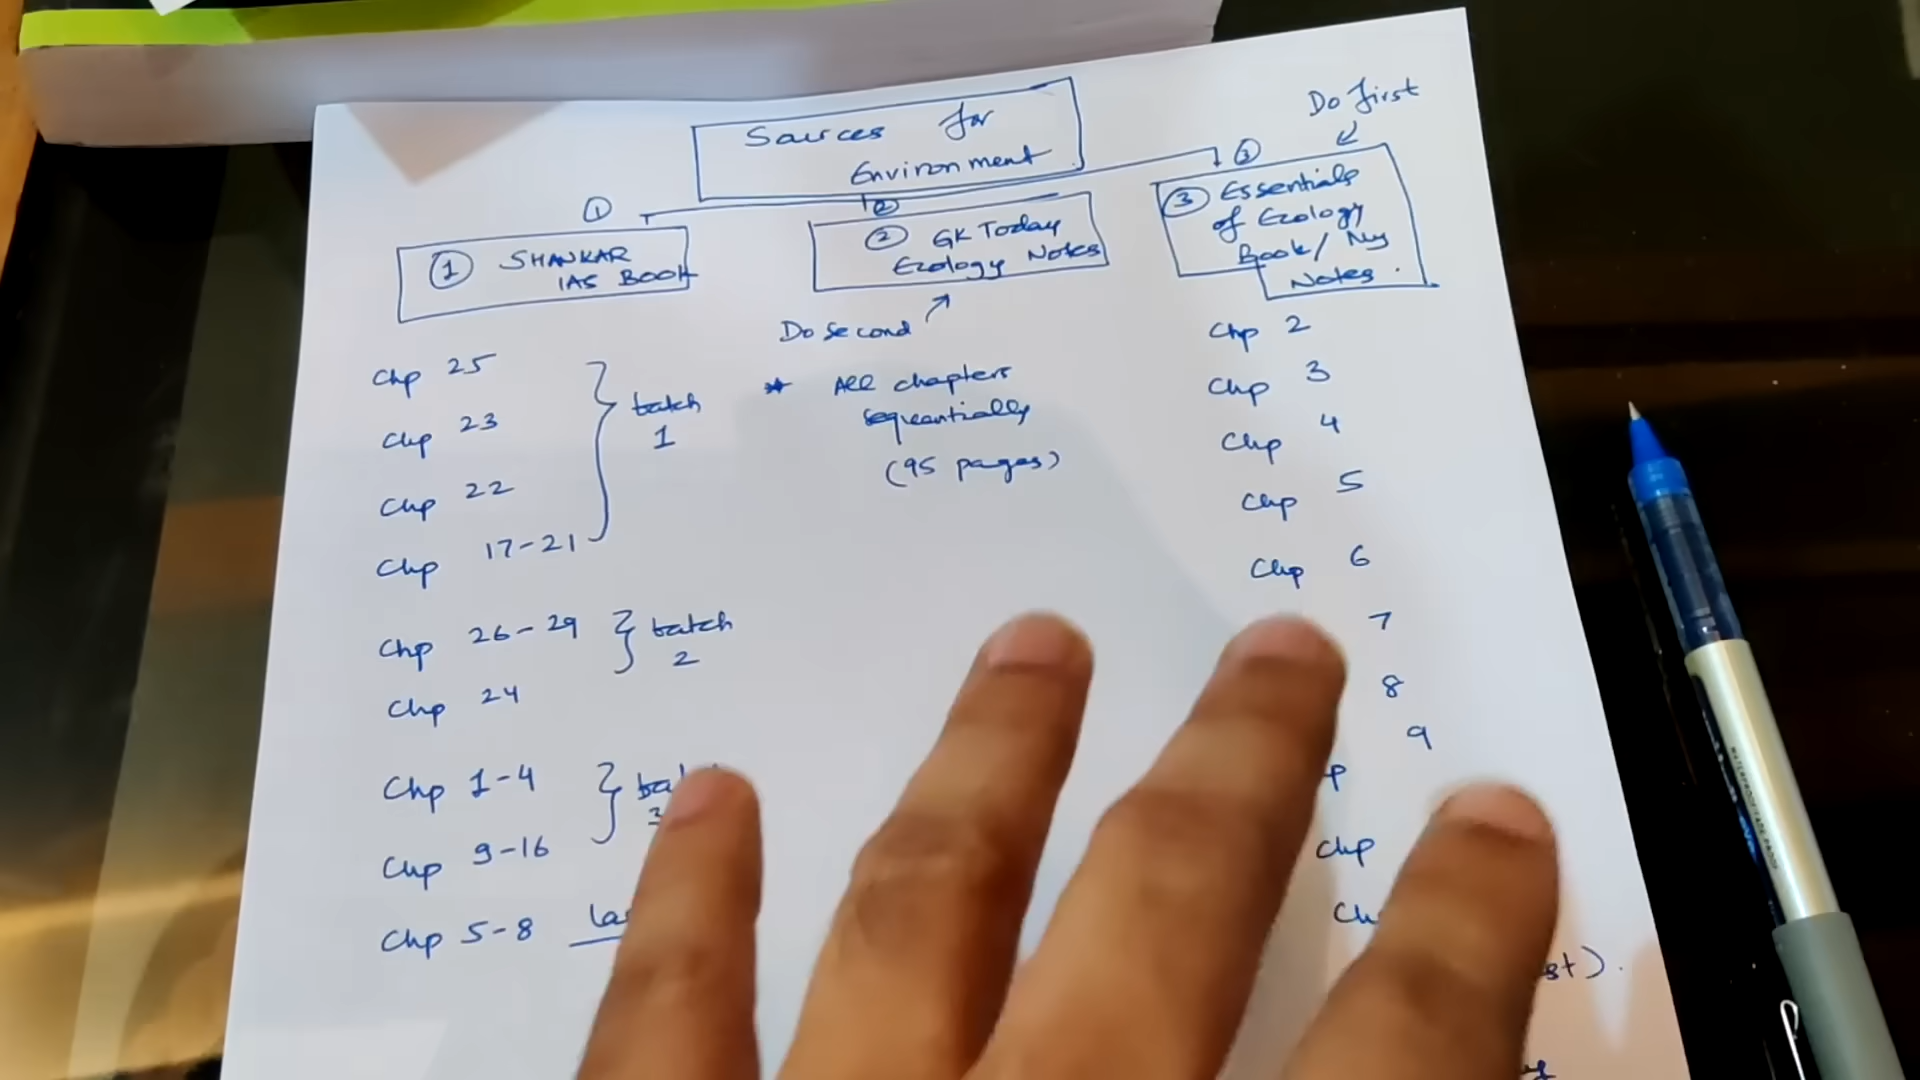 Sources for
Environment
Do first
①
②
③
① SHANKAR
IAS BOOK
② GK Today
Ecology Notes
③ Essentials
of Ecology
Book / My
Notes.
Do second
* All chapters
sequentially
(95 pages)
Chp 25
Chp 23
Chp 22
Chp 17-21
batch
1
Chp 26-29
batch
2
Chp 24
Chp 1-4
Chp 9-16
3
Chp 5-8
Chp 2
Chp 3
Chp 4
Chp 5
Chp 6
7
8
9
Chp